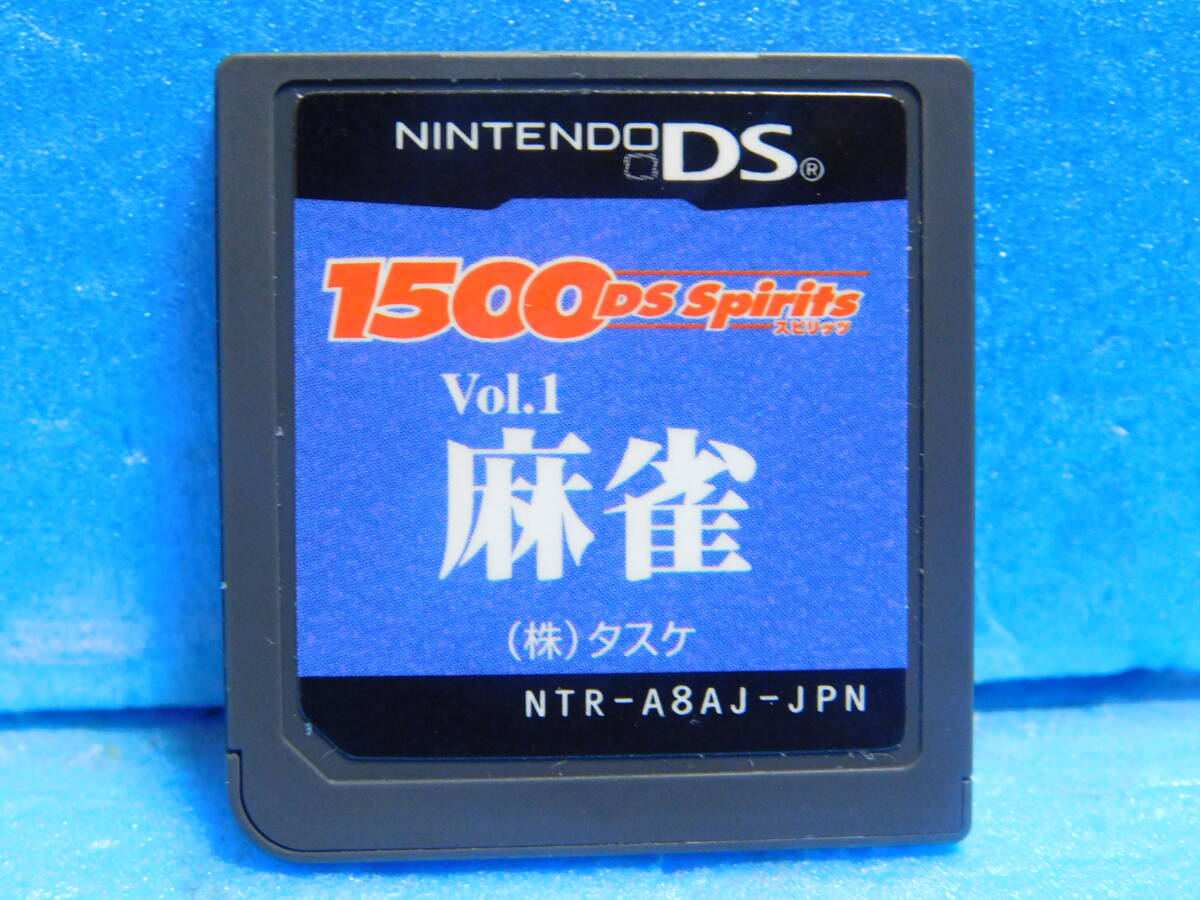 NINTENDO DS®
1500 DS Spirits
スピリッツ
Vol.1
麻雀
(株)タスケ
NTR-A8AJ-JPN